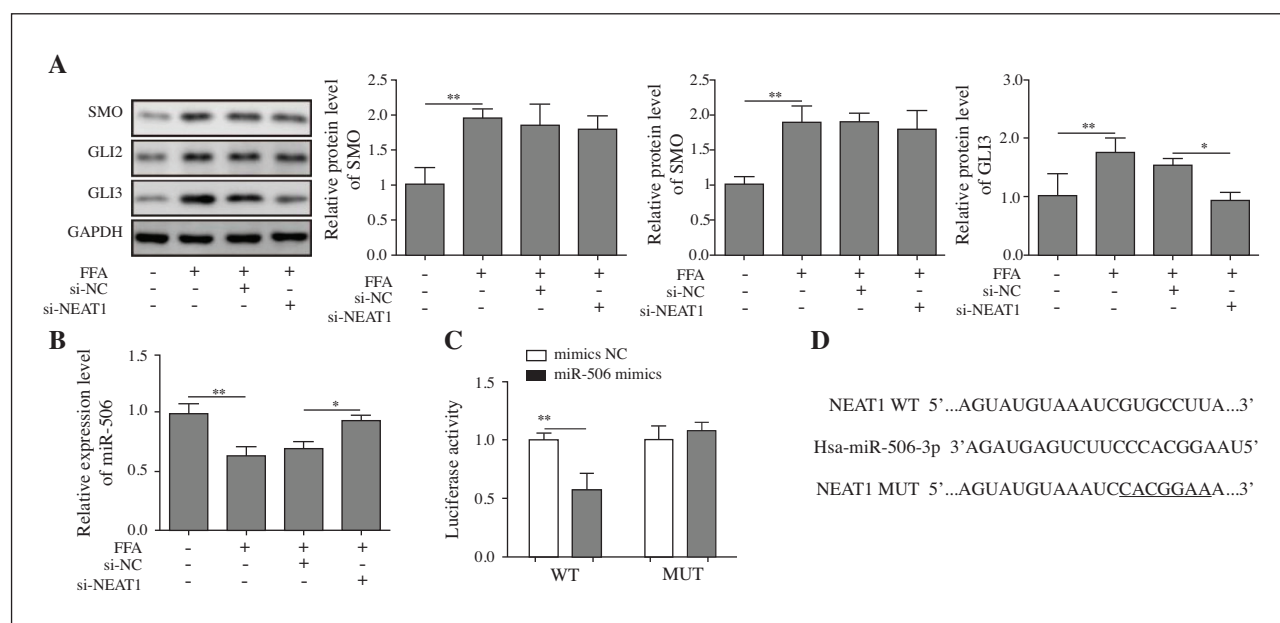 A
SMO
GLI2
GLI3
GAPDH
FFA - + + +
si-NC - - + -
si-NEAT1 - - - +
Relative protein level
of SMO
2.5
2.0
1.5
1
0.5
0.0
**
FFA - + + +
si-NC - - + -
si-NEAT1 - - - +
Relative protein level
of SMO
2.5
2.0
1.5
1
0.5
0.0
**
FFA - + + +
si-NC - - + -
si-NEAT1 - - - +
Relative protein level
of GLI3
3.0
2.0
1.0
0.0
** *
FFA - + + +
si-NC - - + -
si-NEAT1 - - - +
B
Relative expression level
of miR-506
1.5
1.0
0.5
0.0
** *
FFA - + + +
si-NC - - + -
si-NEAT1 - - - +
C
mimics NC
miR-506 mimics
Luciferase activity
1.5
1.0
0.5
0.0
**
WT MUT
D
NEAT1 WT 5’...AGUAUGUAAAUCGUGCCUUA...3’
Hsa-miR-506-3p 3’AGAUGAGUCUUCCCACGGAAU5’
NEAT1 MUT 5’...AGUAUGUAAAUCCACGGAAA...3’